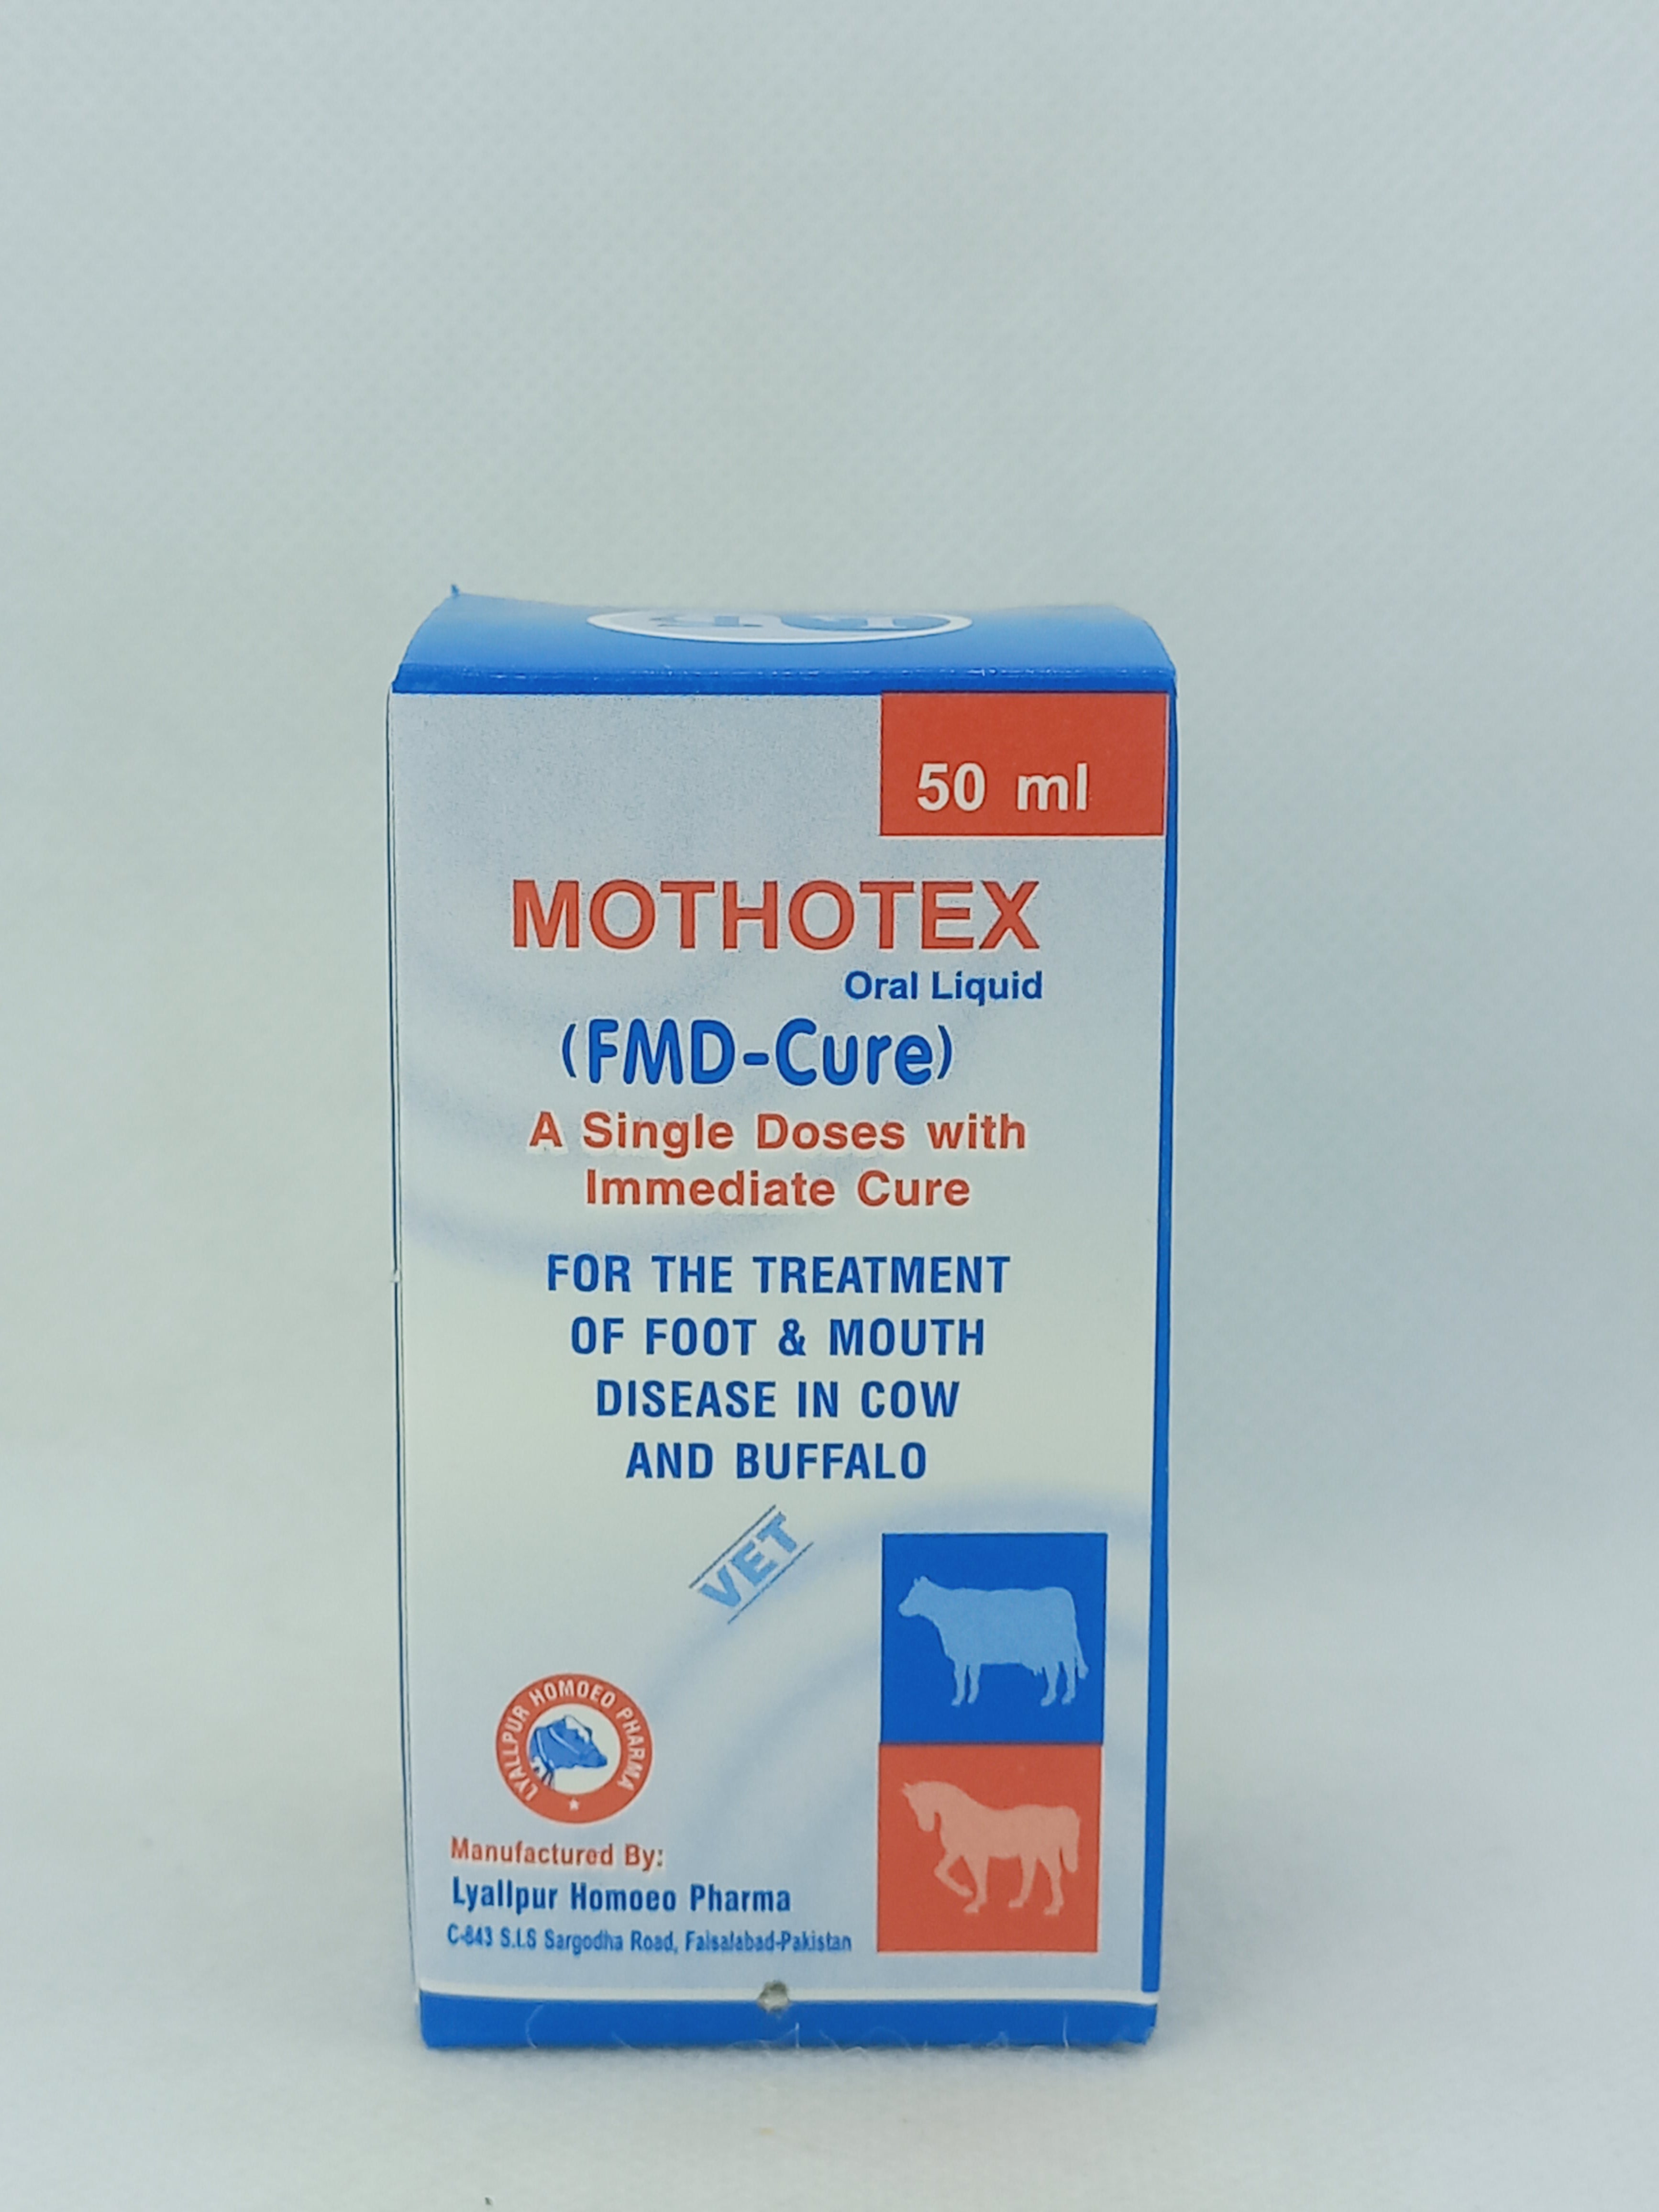 50 ml
MOTHOTEX
Oral Liquid
(FMD-Cure)
A Single Doses with
Immediate Cure
FOR THE TREATMENT
OF FOOT & MOUTH
DISEASE IN COW
AND BUFFALO
VET
LYALLPUR HOMOEO PHARMA
Manufactured By:
Lyallpur Homoeo Pharma
C-643 S.I.S Sargodha Road, Faisalabad-Pakistan